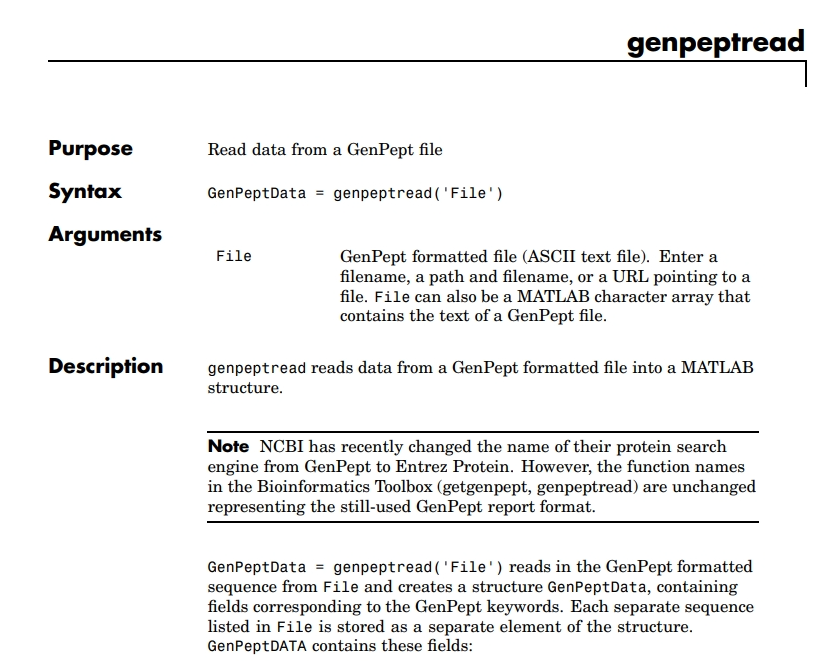 genpeptread
Purpose
Read data from a GenPept file
Syntax
GenPeptData = genpeptread('File')
Arguments
File
GenPept formatted file (ASCII text file). Enter a
filename, a path and filename, or a URL pointing to a
file. File can also be a MATLAB character array that
contains the text of a GenPept file.
Description
genpeptread reads data from a GenPept formatted file into a MATLAB
structure.
Note NCBI has recently changed the name of their protein search
engine from GenPept to Entrez Protein. However, the function names
in the Bioinformatics Toolbox (getgenpept, genpeptread) are unchanged
representing the still-used GenPept report format.
GenPeptData = genpeptread('File') reads in the GenPept formatted
sequence from File and creates a structure GenPeptData, containing
fields corresponding to the GenPept keywords. Each separate sequence
listed in File is stored as a separate element of the structure.
GenPeptDATA contains these fields: